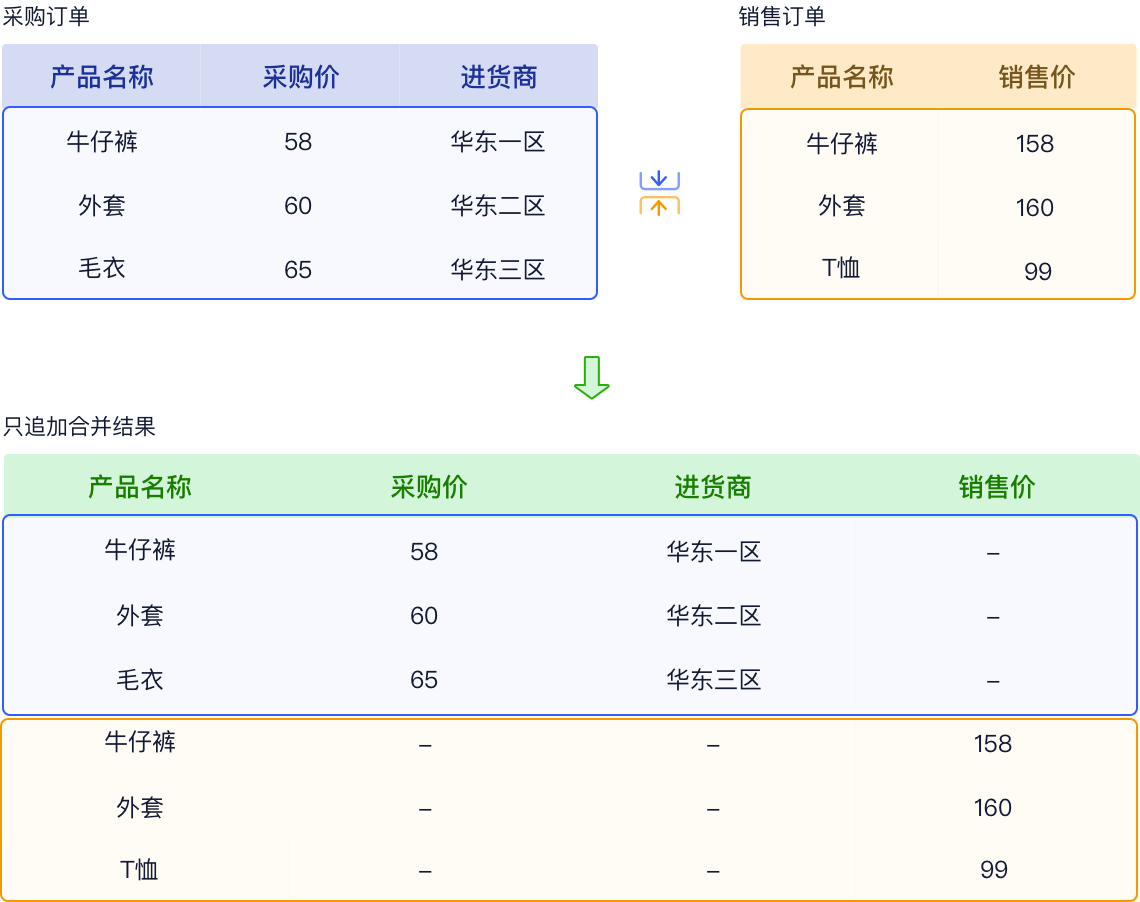 采购订单
产品名称 采购价 进货商
牛仔裤 58 华东一区
外套 60 华东二区
毛衣 65 华东三区
销售订单
产品名称 销售价
牛仔裤 158
外套 160
T恤 99
只追加合并结果
产品名称 采购价 进货商 销售价
牛仔裤 58 华东一区 –
外套 60 华东二区 –
毛衣 65 华东三区 –
牛仔裤 – – 158
外套 – – 160
T恤 – – 99